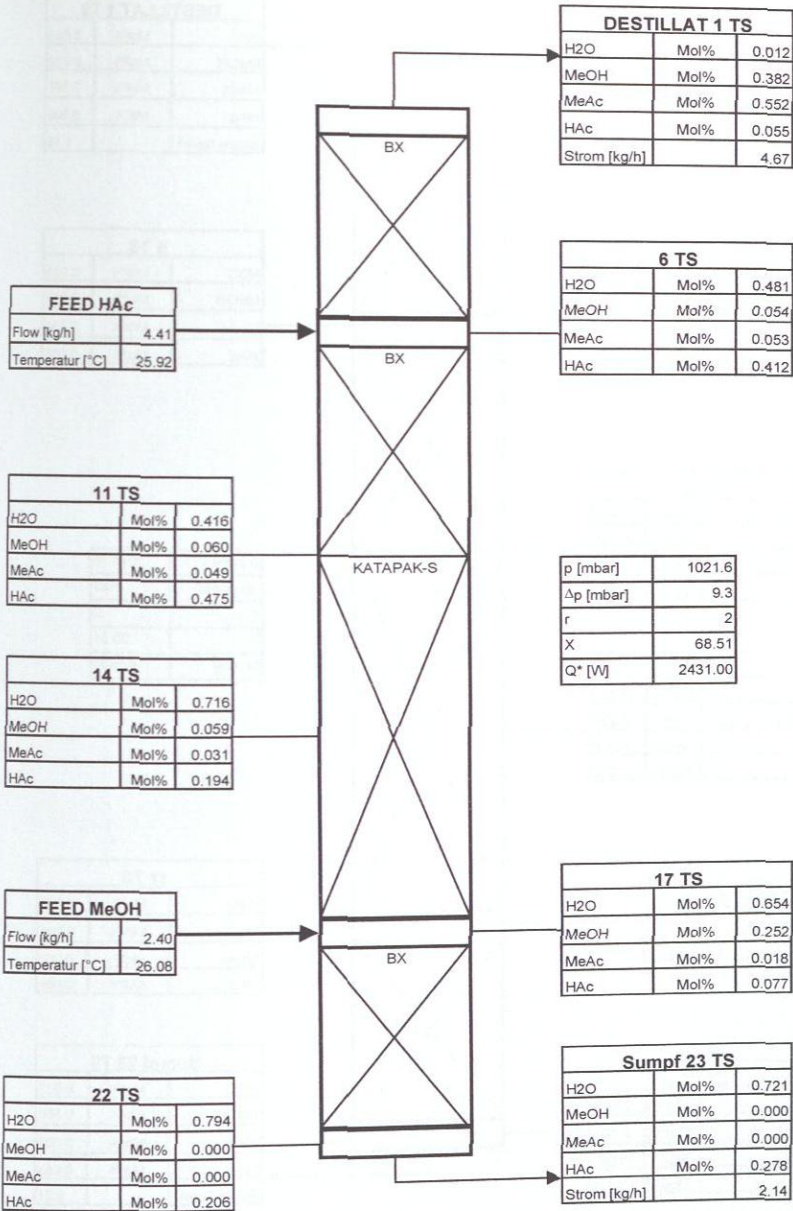 DESTILLAT 1 TS
H2O Mol% 0.012
MeOH Mol% 0.382
MeAc Mol% 0.552
HAc Mol% 0.055
Strom [kg/h] 4.67
BX
6 TS
H2O Mol% 0.481
MeOH Mol% 0.054
MeAc Mol% 0.053
HAc Mol% 0.412
FEED HAc
Flow [kg/h] 4.41
Temperatur [°C] 25.92
BX
11 TS
H2O Mol% 0.416
MeOH Mol% 0.060
MeAc Mol% 0.049
HAc Mol% 0.475
KATAPAK-S
p [mbar] 1021.6
Δp [mbar] 9.3
r 2
X 68.51
Q* [W] 2431.00
14 TS
H2O Mol% 0.716
MeOH Mol% 0.059
MeAc Mol% 0.031
HAc Mol% 0.194
FEED MeOH
Flow [kg/h] 2.40
Temperatur [°C] 26.08
17 TS
H2O Mol% 0.654
MeOH Mol% 0.252
MeAc Mol% 0.018
HAc Mol% 0.077
BX
22 TS
H2O Mol% 0.794
MeOH Mol% 0.000
MeAc Mol% 0.000
HAc Mol% 0.206
Sumpf 23 TS
H2O Mol% 0.721
MeOH Mol% 0.000
MeAc Mol% 0.000
HAc Mol% 0.278
Strom [kg/h] 2.14